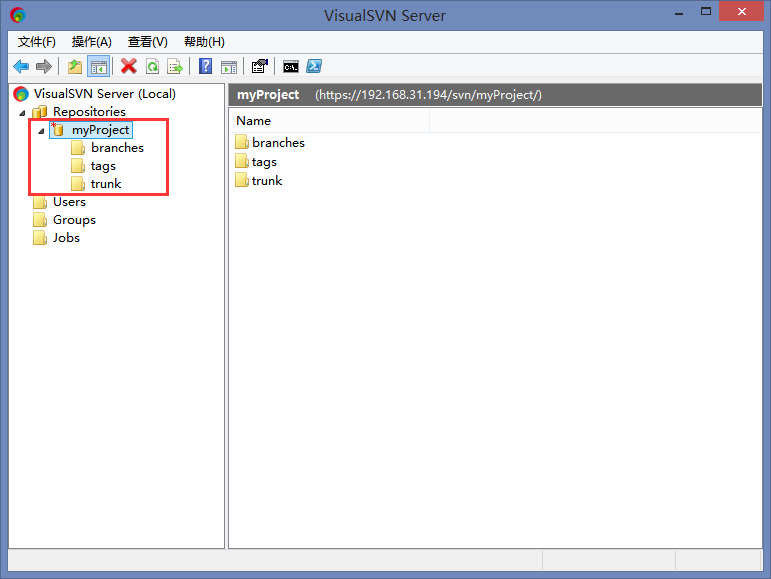 VisualSVN Server
文件(F) 操作(A) 查看(V) 帮助(H)
VisualSVN Server (Local)
Repositories
myProject
branches
tags
trunk
Users
Groups
Jobs
myProject (https://192.168.31.194/svn/myProject/)
Name
branches
tags
trunk